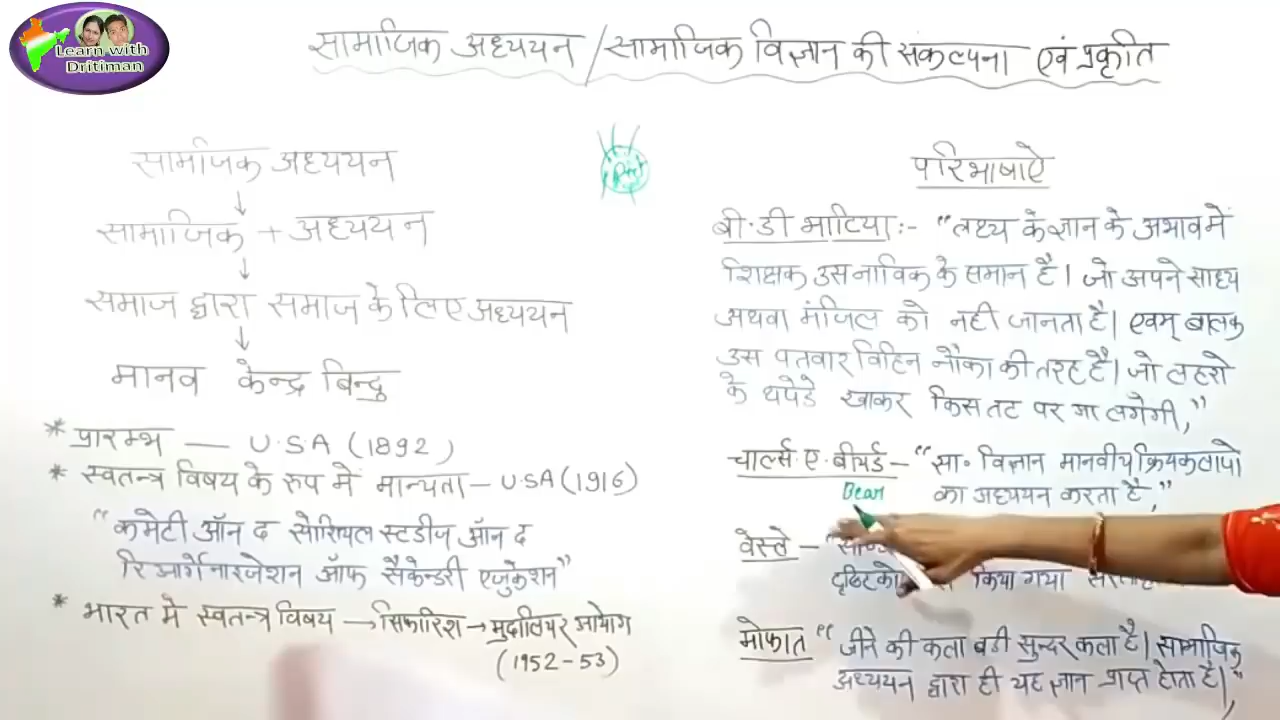 Learn with
Dritiman
सामाजिक अध्ययन / सामाजिक विज्ञान की संकल्पना एवं प्रकृति
सामाजिक अध्ययन
↓
सामाजिक + अध्ययन
↓
समाज द्वारा समाज के लिए अध्ययन
↓
मानव केन्द्र बिन्दु
* प्रारम्भ — U.S.A (1892)
* स्वतन्त्र विषय के रुप में मान्यता - U.S.A (1916)
"कमेटी ऑन द सोशियल स्टडीज ऑन द
रिआर्गेनाइजेशन ऑफ सैकेन्डरी एजुकेशन"
* भारत में स्वतन्त्र विषय → सिफारिश → मुदालियर आयोग
(1952-53)
परिभाषाऐ
बी.डी भाटिया :- "लक्ष्य के ज्ञान के अभाव में
शिक्षक उस नाविक के समान है। जो अपने साध्य
अथवा मंजिल को नही जानता है। एवम् बालक
उस पतवार विहिन नौका की तरह है। जो लहरो
के थपेडे खाकर किस तट पर जा लगेगी,"
चार्ल्स.ए.बीयर्ड - "सा० विज्ञान मानवीय क्रियाकलापो
का अध्ययन करता है,"
Bear
वेस्ले -
दृष्टिको किया गया
मोफात "जीने की कला बडी सुन्दर कला है। सामाजिक
अध्ययन द्वारा ही यह ज्ञान प्राप्त होता है।,"